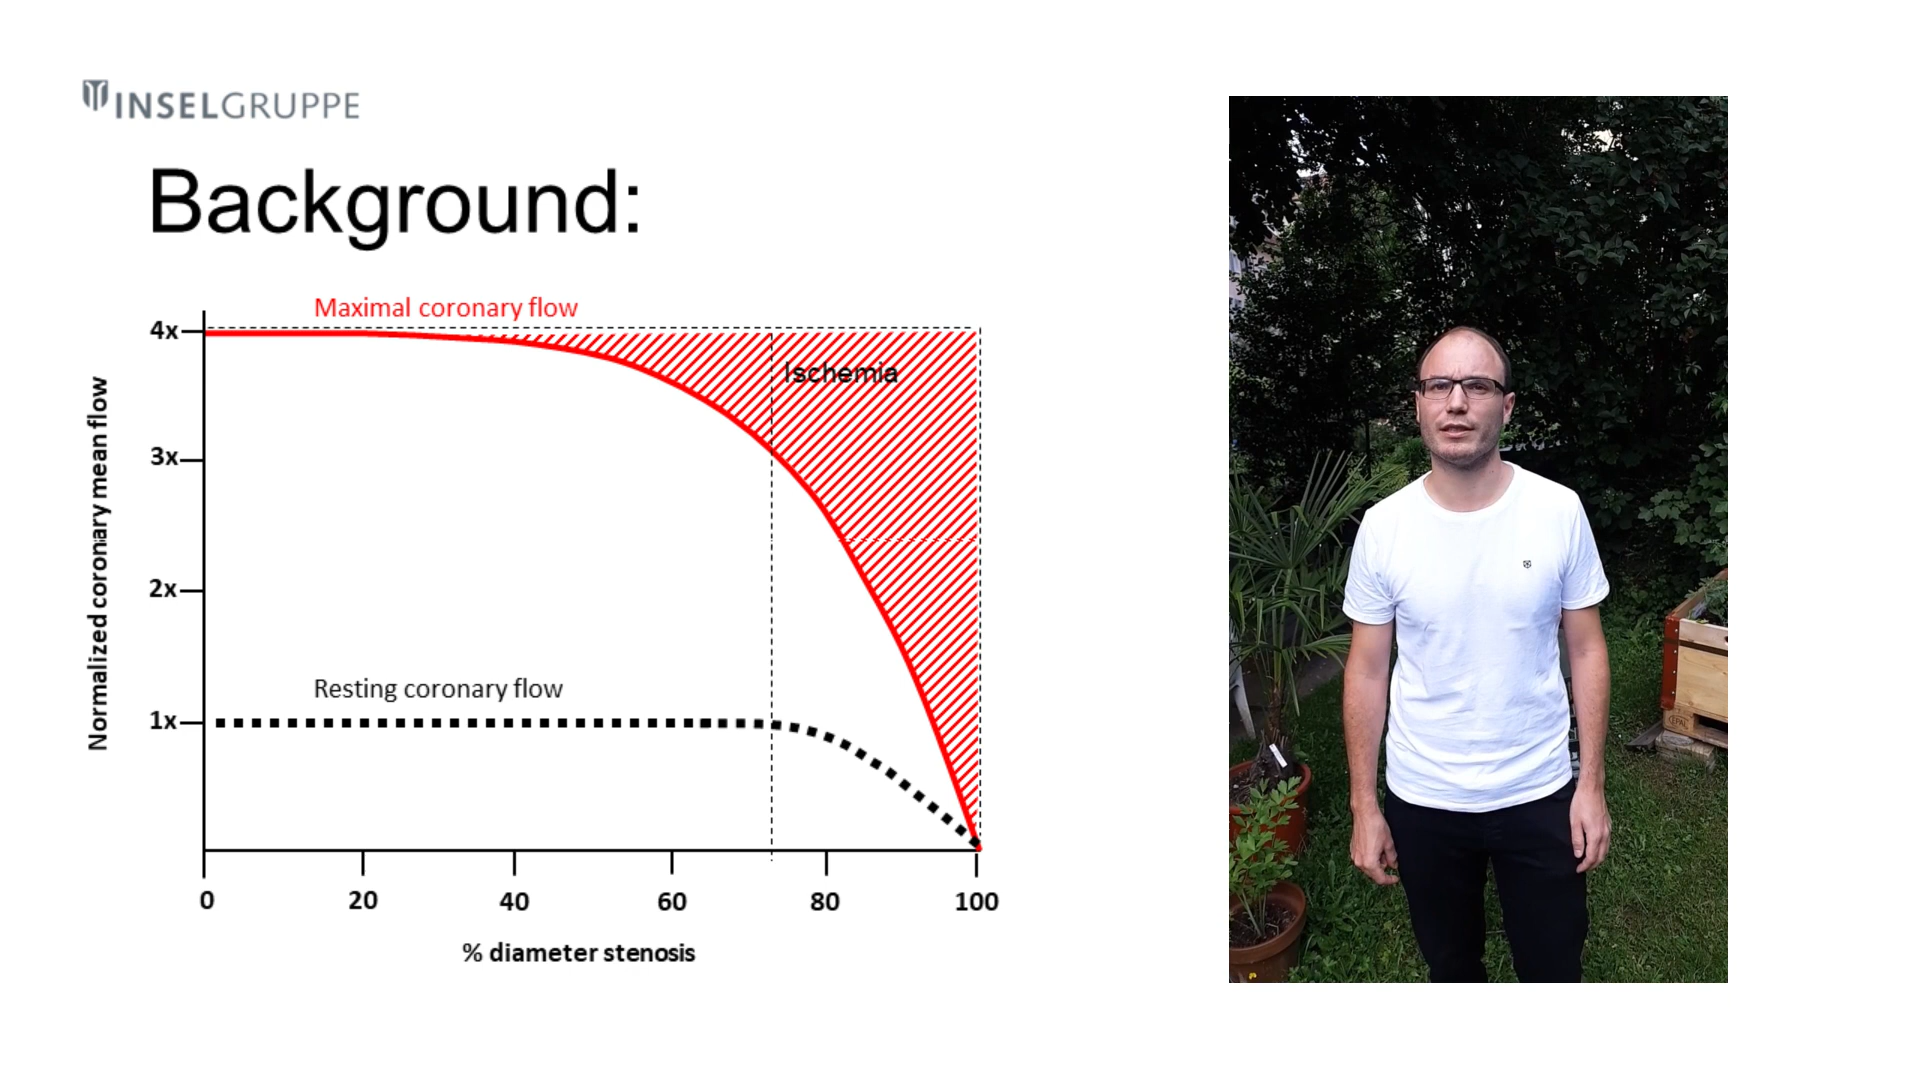 INSELGRUPPE
Background:
Maximal coronary flow
4x
Ischemia
3x
2x
Resting coronary flow
1x
Normalized coronary mean flow
0 20 40 60 80 100
% diameter stenosis